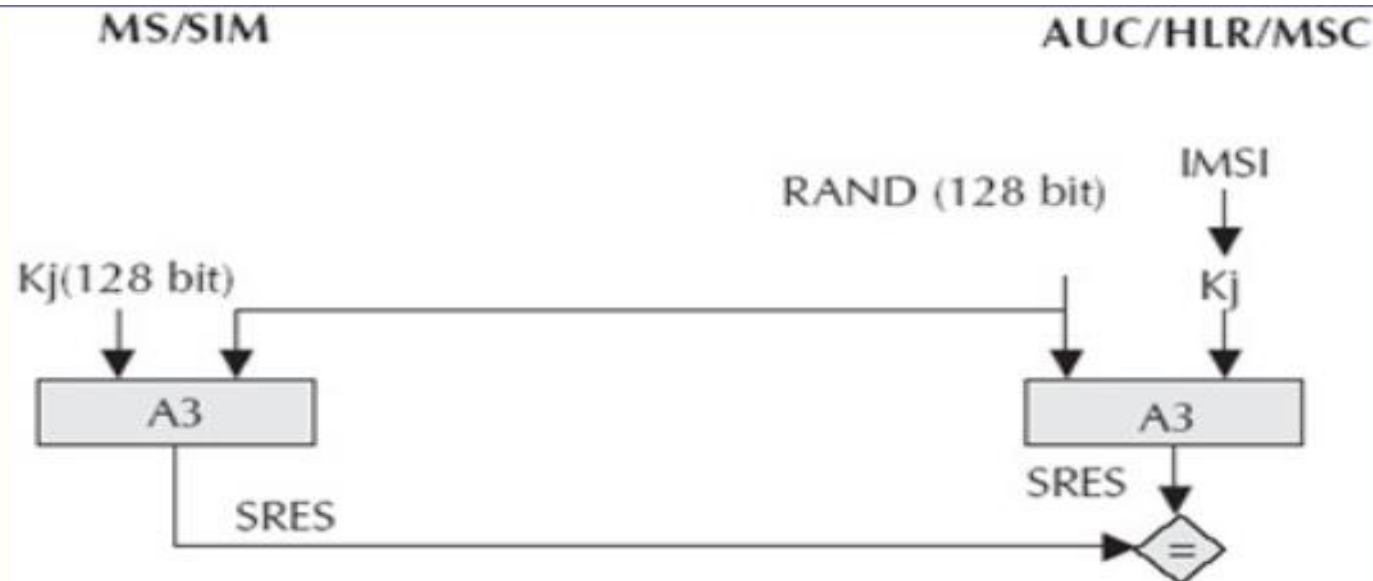 MS/SIM
AUC/HLR/MSC
IMSI
RAND (128 bit)
Kj(128 bit)
Kj
A3
A3
SRES
SRES
=